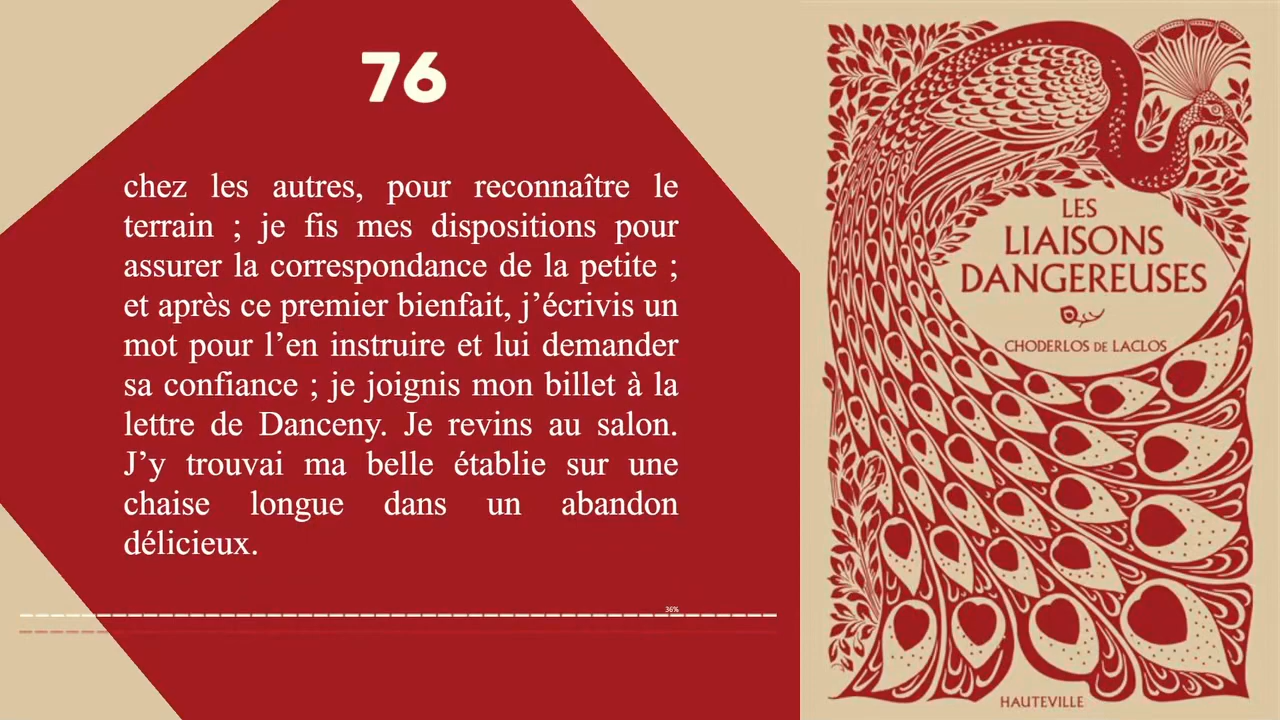 76
chez les autres, pour reconnaître le
terrain ; je fis mes dispositions pour
assurer la correspondance de la petite ;
et après ce premier bienfait, j’écrivis un
mot pour l’en instruire et lui demander
sa confiance ; je joignis mon billet à la
lettre de Danceny. Je revins au salon.
J’y trouvai ma belle établie sur une
chaise longue dans un abandon
délicieux.
36%
LES
LIAISONS
DANGEREUSES
CHODERLOS DE LACLOS
HAUTEVILLE